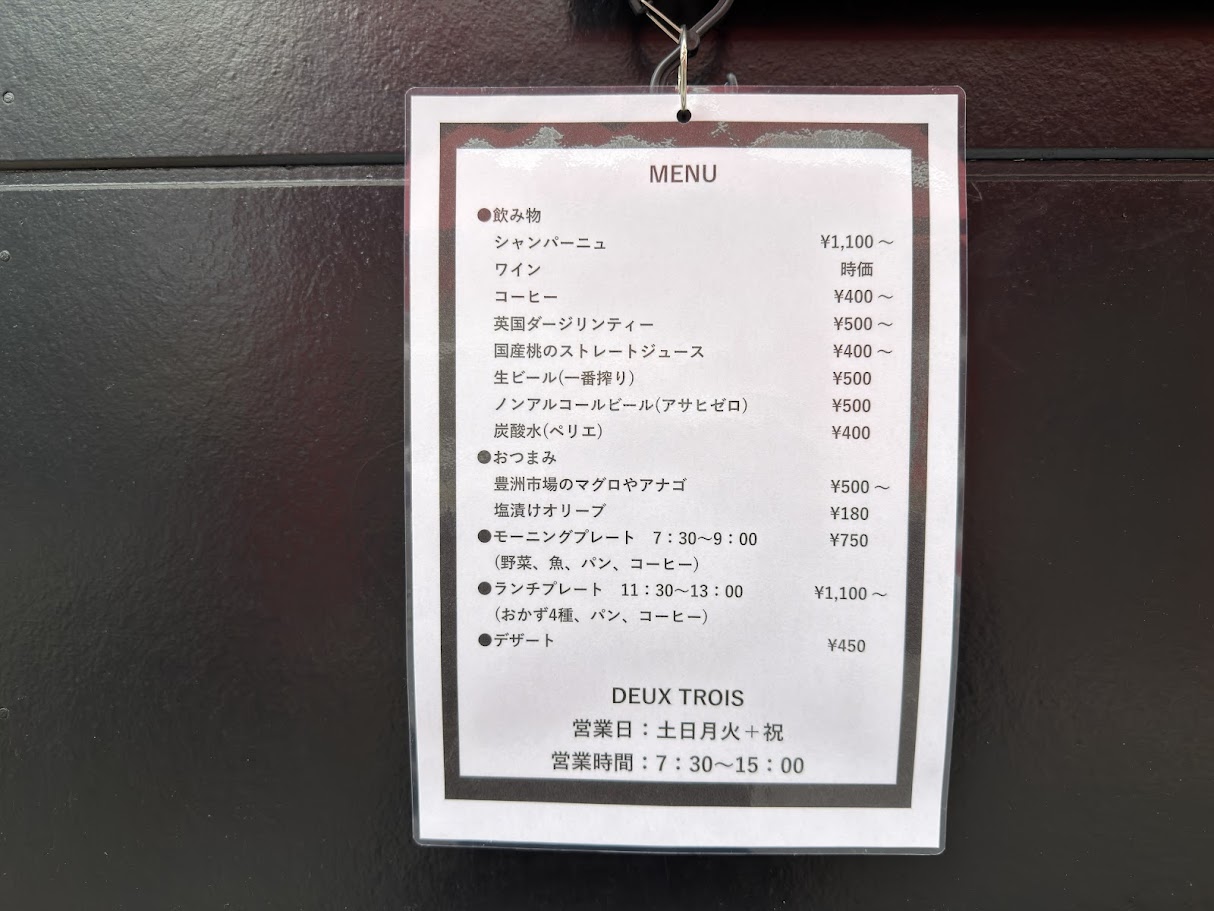 MENU
●飲み物
シャンパーニュ ¥1,100～
ワイン 時価
コーヒー ¥400～
英国ダージリンティー ¥500～
国産桃のストレートジュース ¥400～
生ビール(一番搾り) ¥500
ノンアルコールビール(アサヒゼロ) ¥500
炭酸水(ペリエ) ¥400
●おつまみ
豊洲市場のマグロやアナゴ ¥500～
塩漬けオリーブ ¥180
●モーニングプレート 7：30～9：00 ¥750
(野菜、魚、パン、コーヒー)
●ランチプレート 11：30～13：00 ¥1,100～
(おかず4種、パン、コーヒー)
●デザート ¥450
DEUX TROIS
営業日：土日月火＋祝
営業時間：7：30～15：00